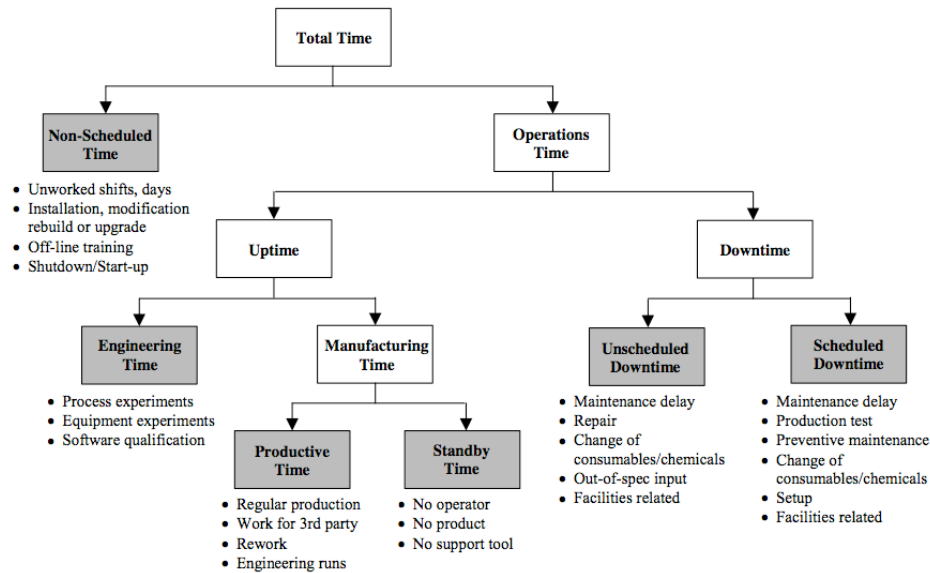 Total Time
Non-Scheduled
Time
• Unworked shifts, days
• Installation, modification
rebuild or upgrade
• Off-line training
• Shutdown/Start-up
Operations
Time
Uptime
Downtime
Engineering
Time
• Process experiments
• Equipment experiments
• Software qualification
Manufacturing
Time
Productive
Time
• Regular production
• Work for 3rd party
• Rework
• Engineering runs
Standby
Time
• No operator
• No product
• No support tool
Unscheduled
Downtime
• Maintenance delay
• Repair
• Change of
consumables/chemicals
• Out-of-spec input
• Facilities related
Scheduled
Downtime
• Maintenance delay
• Production test
• Preventive maintenance
• Change of
consumables/chemicals
• Setup
• Facilities related